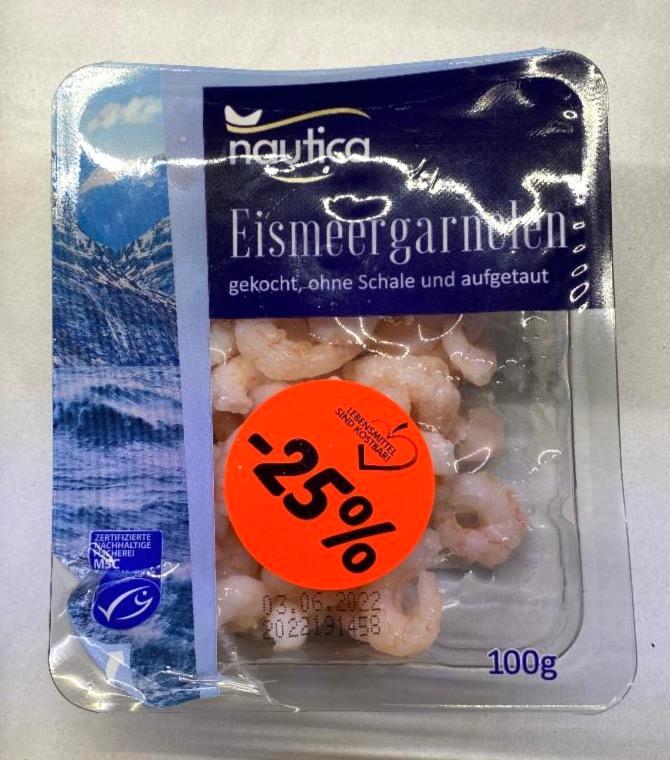 nautica
Eismeergarnelen
gekocht, ohne Schale und aufgetaut
LEBENSMITTEL
SIND KOSTBAR!
-25%
ZERTIFIZIERTE
NACHHALTIGE
FISCHEREI
MSC
03.06.2022
2022191458
100g